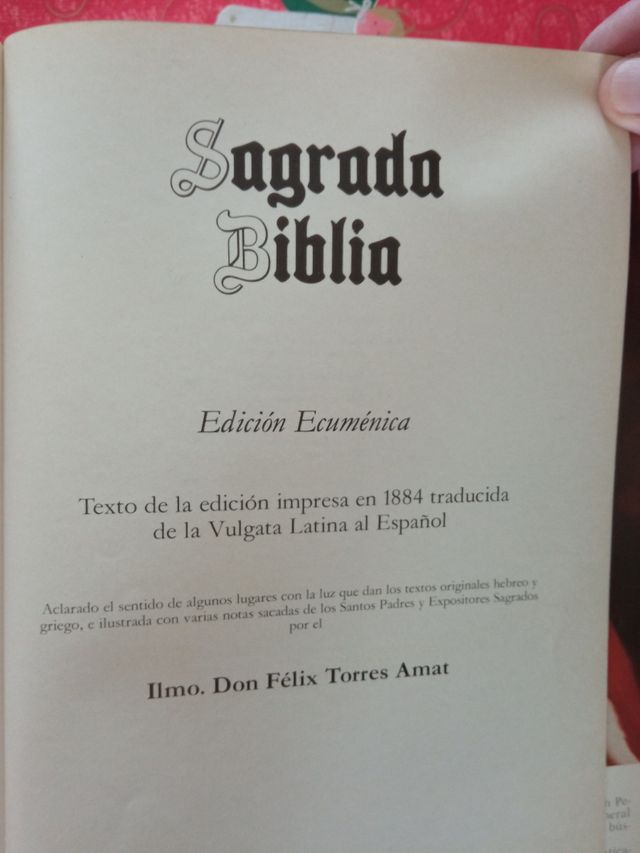 Sagrada
Biblia
Edición Ecuménica
Texto de la edición impresa en 1884 traducida
de la Vulgata Latina al Español
Aclarado el sentido de algunos lugares con la luz que dan los textos originales hebreo y
griego, e ilustrada con varias notas sacadas de los Santos Padres y Expositores Sagrados
por el
Ilmo. Don Félix Torres Amat